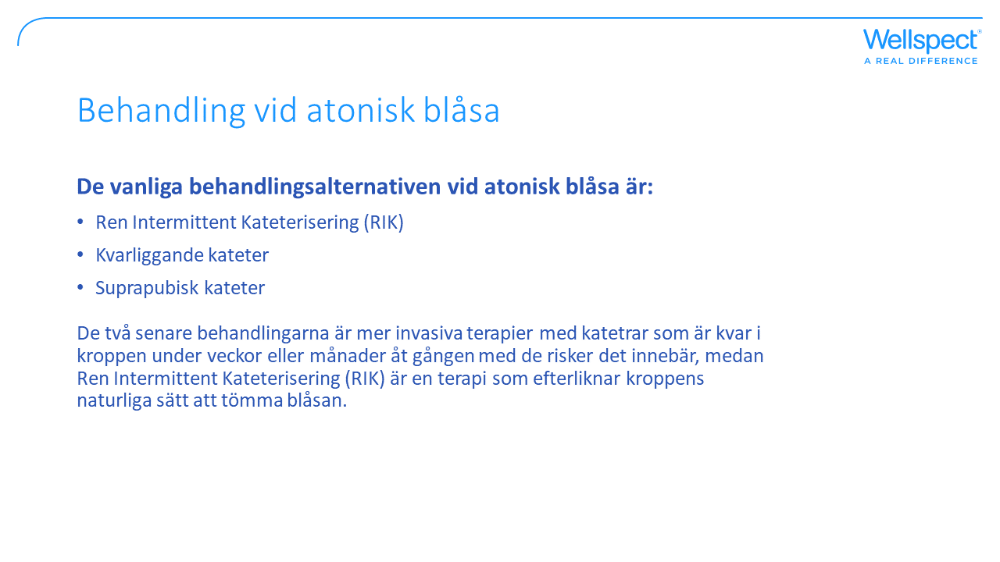 Wellspect®
A REAL DIFFERENCE
Behandling vid atonisk blåsa
De vanliga behandlingsalternativen vid atonisk blåsa är:
• Ren Intermittent Kateterisering (RIK)
• Kvarliggande kateter
• Suprapubisk kateter
De två senare behandlingarna är mer invasiva terapier med katetrar som är kvar i
kroppen under veckor eller månader åt gången med de risker det innebär, medan
Ren Intermittent Kateterisering (RIK) är en terapi som efterliknar kroppens
naturliga sätt att tömma blåsan.